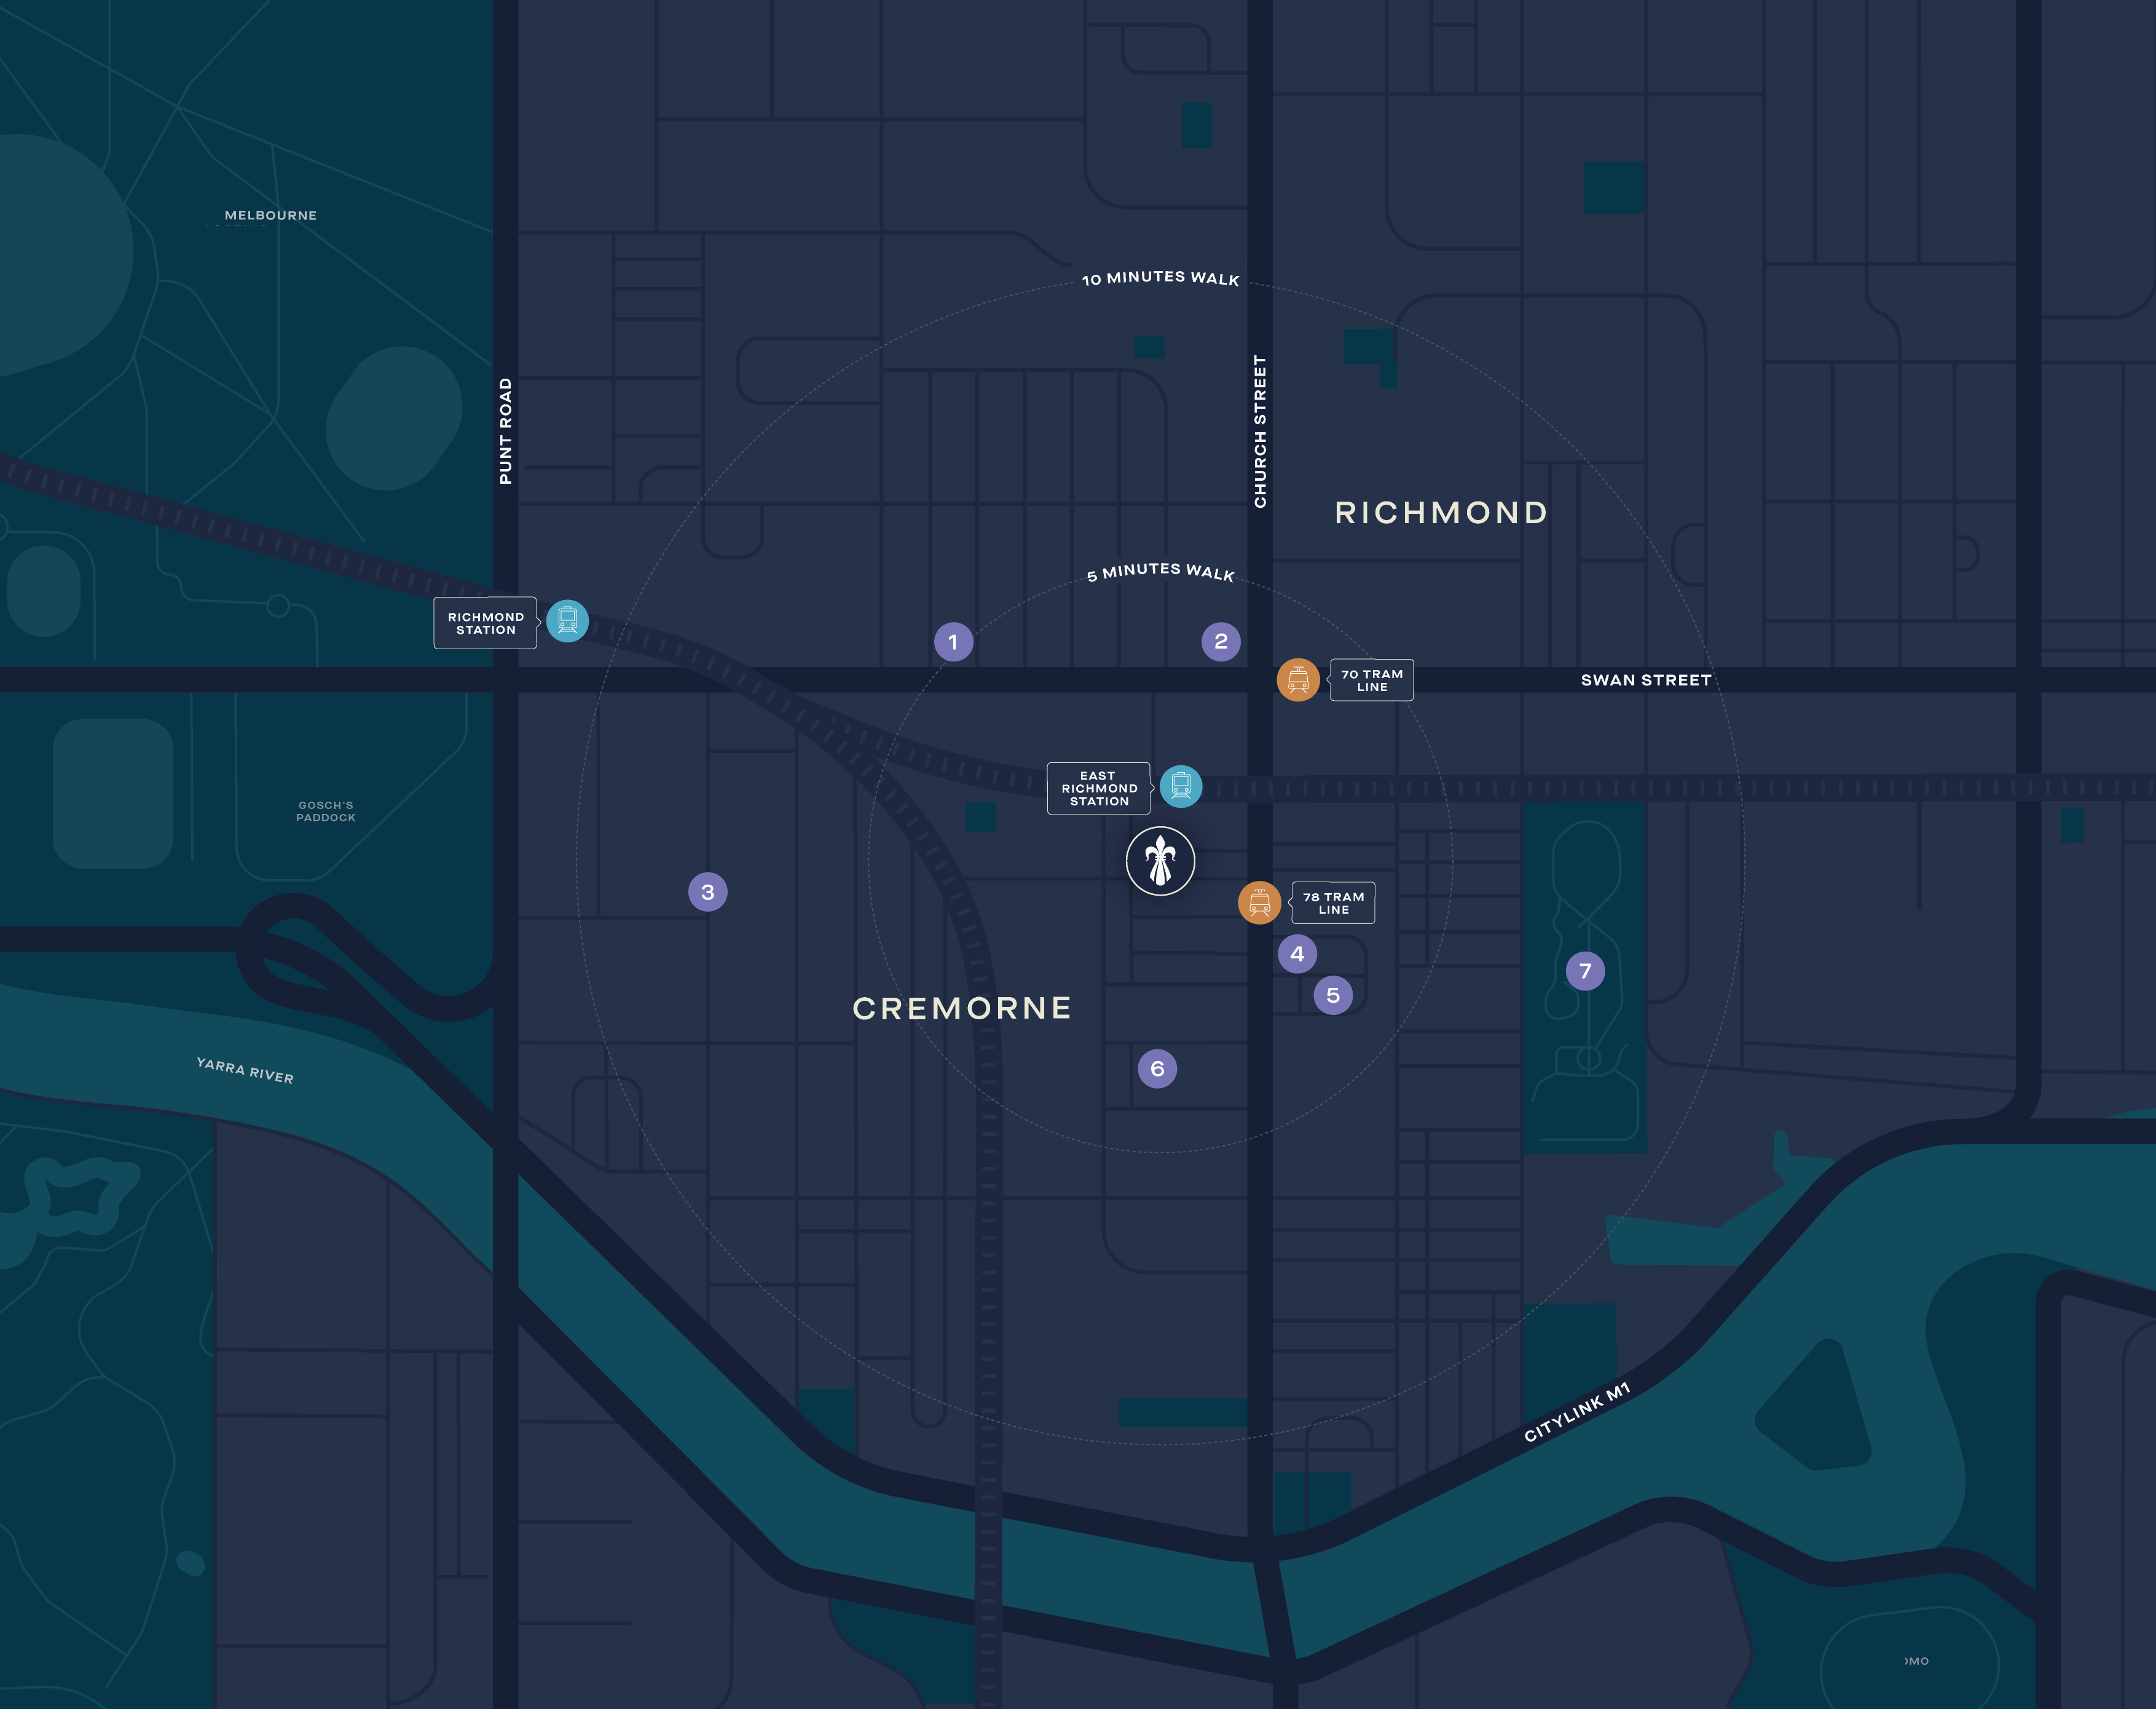 MELBOURNE
10 MINUTES WALK
PUNT ROAD
CHURCH STREET
RICHMOND
5 MINUTES WALK
RICHMOND
STATION
1
2
70 TRAM
LINE
SWAN STREET
EAST
RICHMOND
STATION
GOSCH'S
PADDOCK
3
78 TRAM
LINE
4
7
5
CREMORNE
YARRA RIVER
6
CITYLINK M1